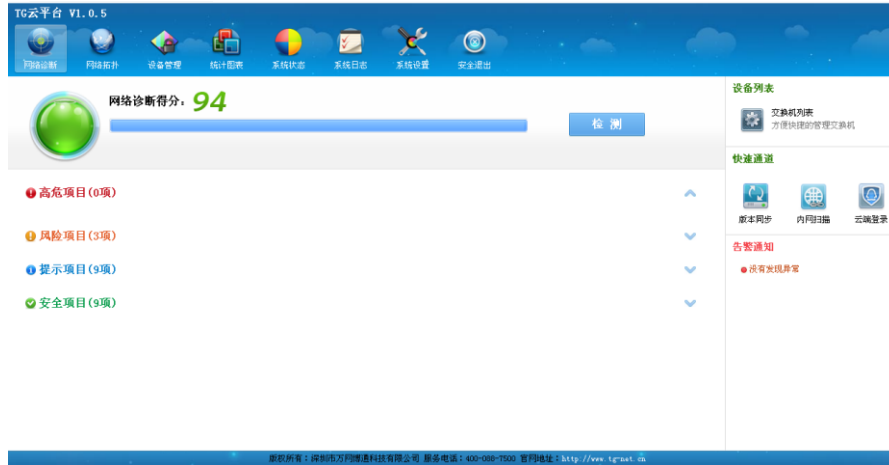 TG云平台 V1.0.5
网络诊断 网络拓扑 设备管理 统计图表 系统状态 系统日志 系统设置 安全退出
网络诊断得分: 94
检 测
高危项目(0项)
风险项目(3项)
提示项目(9项)
安全项目(9项)
设备列表
交换机列表
方便快捷的管理交换机
快速通道
版本同步 内网扫描 云端登录
告警通知
没有发现异常
版权所有:深圳市万网博通科技有限公司 服务电话:400-088-7500 官网地址:http://www.tg-net.cn